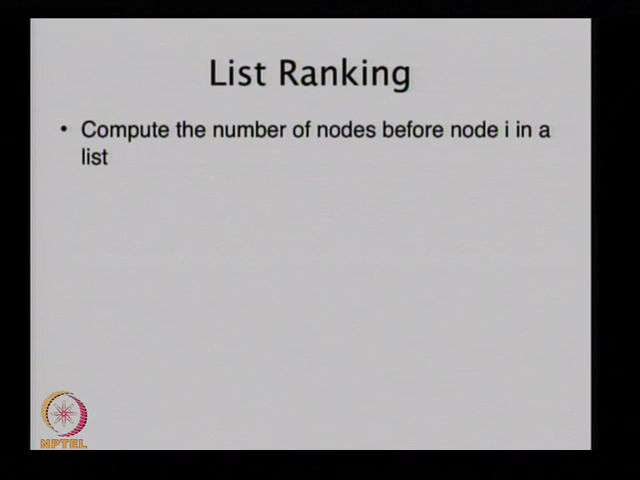 List Ranking
• Compute the number of nodes before node i in a
list
NPTEL